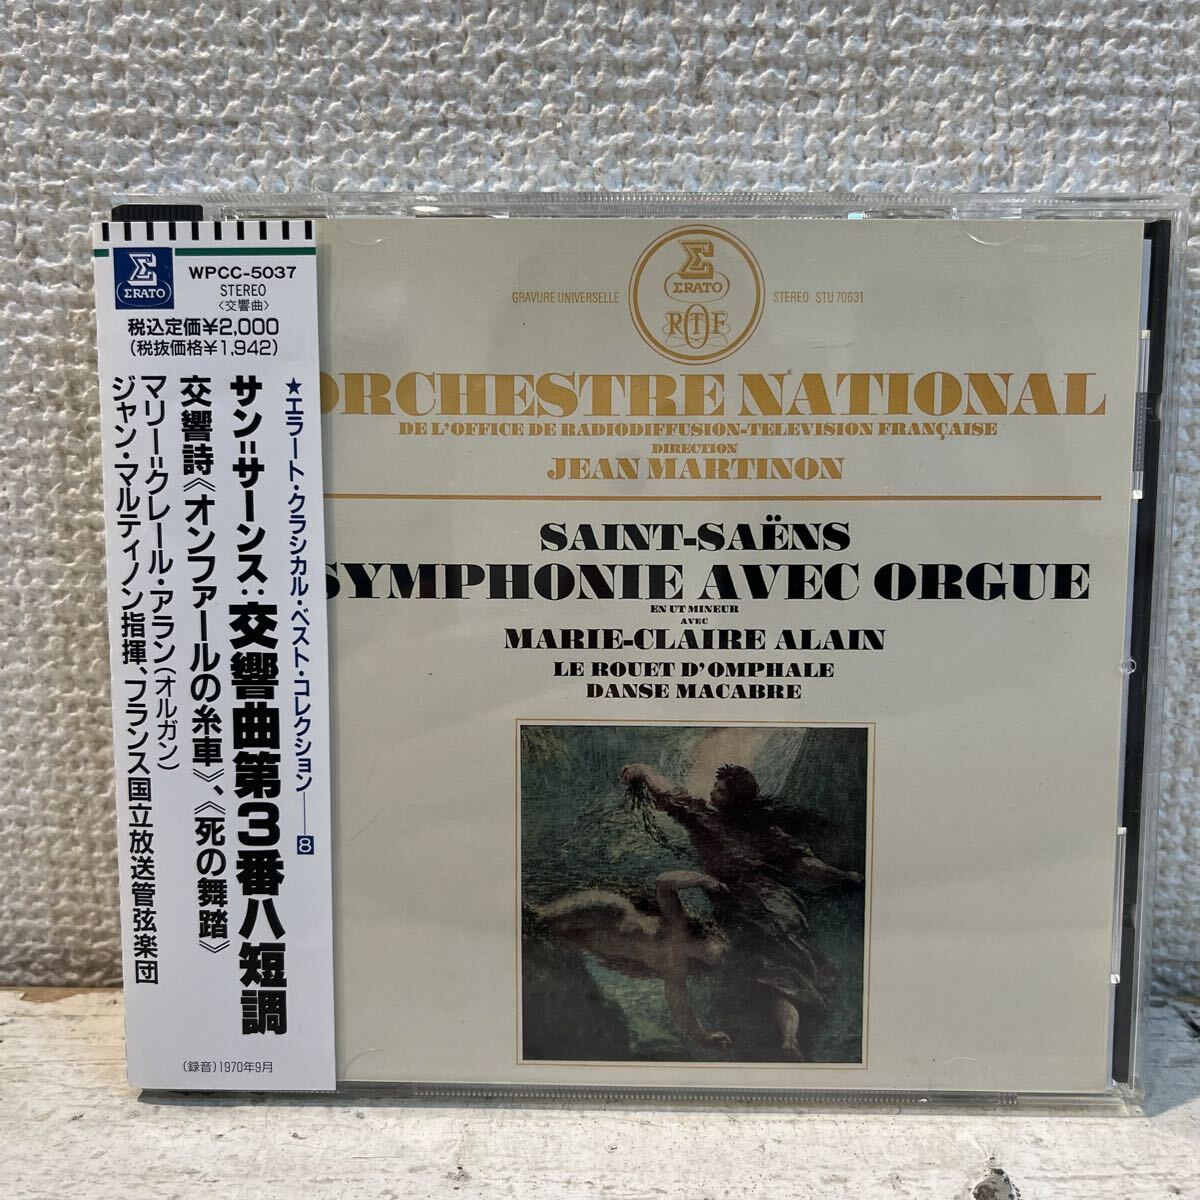 ERATO
WPCC-5037
STEREO
〈交響曲〉
税込定価¥2,000
(税抜価格¥1,942)
★エラート・クラシカル・ベスト・コレクション──8
サン=サーンス:交響曲第3番ハ短調
交響詩《オンファールの糸車》、《死の舞踏》
マリー=クレール・アラン(オルガン)
ジャン・マルティノン指揮、フランス国立放送管弦楽団
(録音)1970年9月
ERATO
ORTF
GRAVURE UNIVERSELLE
STEREO STU 70631
ORCHESTRE NATIONAL
DE L'OFFICE DE RADIODIFFUSION-TELEVISION FRANÇAISE
DIRECTION
JEAN MARTINON
SAINT-SAËNS
SYMPHONIE AVEC ORGUE
EN UT MINEUR
AVEC
MARIE-CLAIRE ALAIN
LE ROUET D'OMPHALE
DANSE MACABRE